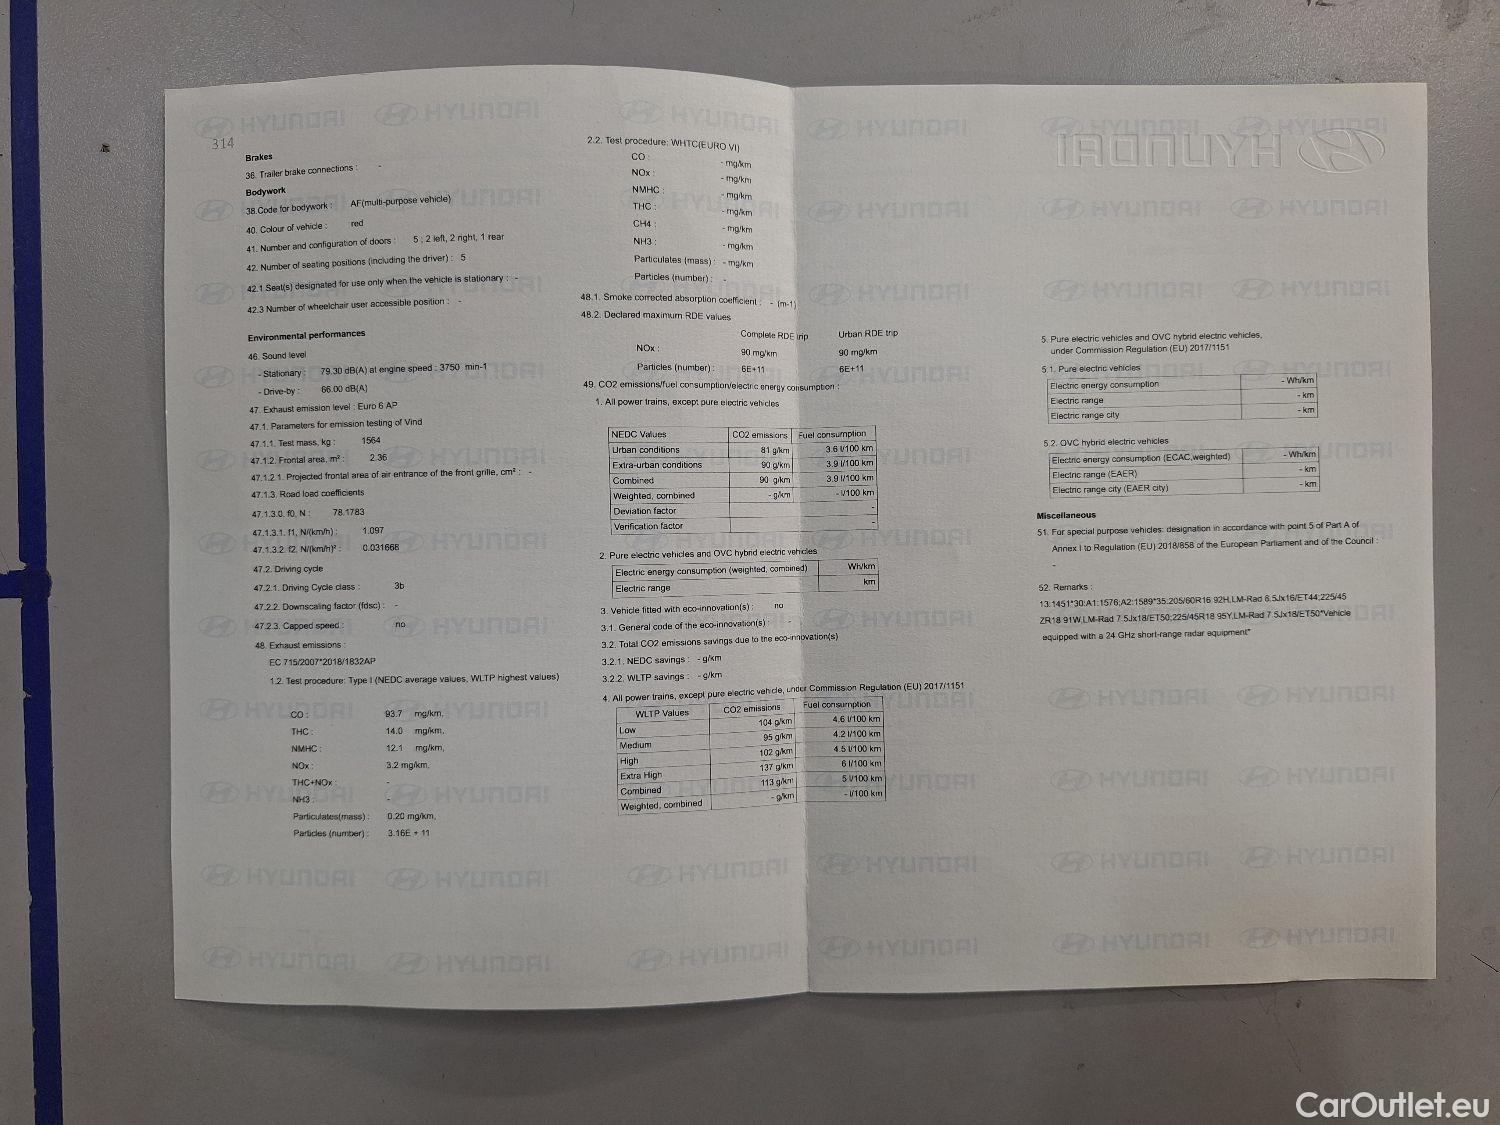 314
Brakes
36. Trailer brake connections : -
Bodywork
38.Code for bodywork : AF(multi-purpose vehicle)
40. Colour of vehicle : red
41. Number and configuration of doors : 5 ; 2 left, 2 right, 1 rear
42. Number of seating positions (including the driver) : 5
42.1 Seat(s) designated for use only when the vehicle is stationary : -
42.3 Number of wheelchair user accessible position : -
Environmental performances
46. Sound level
- Stationary : 79.30 dB(A) at engine speed : 3750 min-1
- Drive-by : 66.00 dB(A)
47. Exhaust emission level : Euro 6 AP
47.1. Parameters for emission testing of Vind
47.1.1. Test mass, kg : 1564
47.1.2. Frontal area, m² : 2.36
47.1.2.1. Projected frontal area of air entrance of the front grille, cm² : -
47.1.3. Road load coefficients
47.1.3.0. f0, N : 78.1783
47.1.3.1. f1, N/(km/h) : 1.097
47.1.3.2. f2, N/(km/h)² : 0.031668
47.2. Driving cycle
47.2.1. Driving Cycle class : 3b
47.2.2. Downscaling factor (fdsc) : -
47.2.3. Capped speed : no
48. Exhaust emissions :
EC 715/2007*2018/1832AP
1.2. Test procedure: Type I (NEDC average values, WLTP highest values)
CO : 93.7 mg/km,
THC : 14.0 mg/km,
NMHC : 12.1 mg/km,
NOx : 3.2 mg/km,
THC+NOx : -
NH3 : -
Particulates(mass) : 0.20 mg/km,
Particles (number) : 3.16E + 11
2.2. Test procedure: WHTC(EURO VI)
CO : - mg/km
NOx : - mg/km
NMHC : - mg/km
THC : - mg/km
CH4 : - mg/km
NH3 : - mg/km
Particulates (mass) : - mg/km
Particles (number) : -
48.1. Smoke corrected absorption coefficient : - (m-1)
48.2. Declared maximum RDE values
Complete RDE trip Urban RDE trip
NOx : 90 mg/km 90 mg/km
Particles (number) : 6E+11 6E+11
49. CO2 emissions/fuel consumption/electric energy consumption :
1. All power trains, except pure electric vehicles
NEDC Values CO2 emissions Fuel consumption
Urban conditions 81 g/km 3.6 l/100 km
Extra-urban conditions 90 g/km 3.9 l/100 km
Combined 90 g/km 3.9 l/100 km
Weighted, combined - g/km - l/100 km
Deviation factor -
Verification factor -
2. Pure electric vehicles and OVC hybrid electric vehicles
Electric energy consumption (weighted, combined) Wh/km
Electric range km
3. Vehicle fitted with eco-innovation(s) : no
3.1. General code of the eco-innovation(s) : -
3.2. Total CO2 emissions savings due to the eco-innovation(s)
3.2.1. NEDC savings : - g/km
3.2.2. WLTP savings : - g/km
4. All power trains, except pure electric vehicle, under Commission Regulation (EU) 2017/1151
WLTP Values CO2 emissions Fuel consumption
Low 104 g/km 4.6 l/100 km
Medium 95 g/km 4.2 l/100 km
High 102 g/km 4.5 l/100 km
Extra High 137 g/km 6 l/100 km
Combined 113 g/km 5 l/100 km
Weighted, combined - g/km - l/100 km
HYUNDAI
5. Pure electric vehicles and OVC hybrid electric vehicles,
under Commission Regulation (EU) 2017/1151
5.1. Pure electric vehicles
Electric energy consumption - Wh/km
Electric range - km
Electric range city - km
5.2. OVC hybrid electric vehicles
Electric energy consumption (ECAC,weighted) - Wh/km
Electric range (EAER) - km
Electric range city (EAER city) - km
Miscellaneous
51. For special purpose vehicles: designation in accordance with point 5 of Part A of
Annex I to Regulation (EU) 2018/858 of the European Parliament and of the Council :
-
52. Remarks :
13:1451*30:A1:1576;A2:1589*35:205/60R16 92H,LM-Rad 6.5Jx16/ET44;225/45
ZR18 91W,LM-Rad 7.5Jx18/ET50;225/45R18 95Y,LM-Rad 7.5Jx18/ET50*Vehicle
equipped with a 24 GHz short-range radar equipment*
CarOutlet.eu